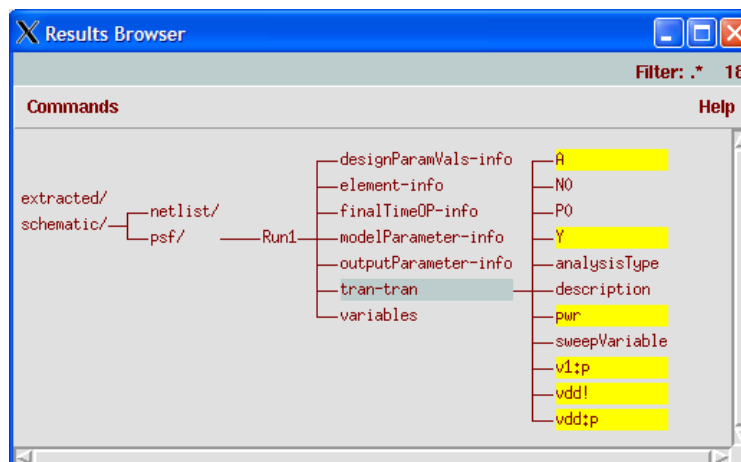 X Results Browser
Filter: .* 18
Commands Help
designParamVals-info A
element-info N0
extracted/
netlist/ finalTimeOP-info P0
schematic/
psf/ Run1 modelParameter-info Y
outputParameter-info analysisType
tran-tran description
variables pwr
sweepVariable
v1:p
vdd!
vdd:p